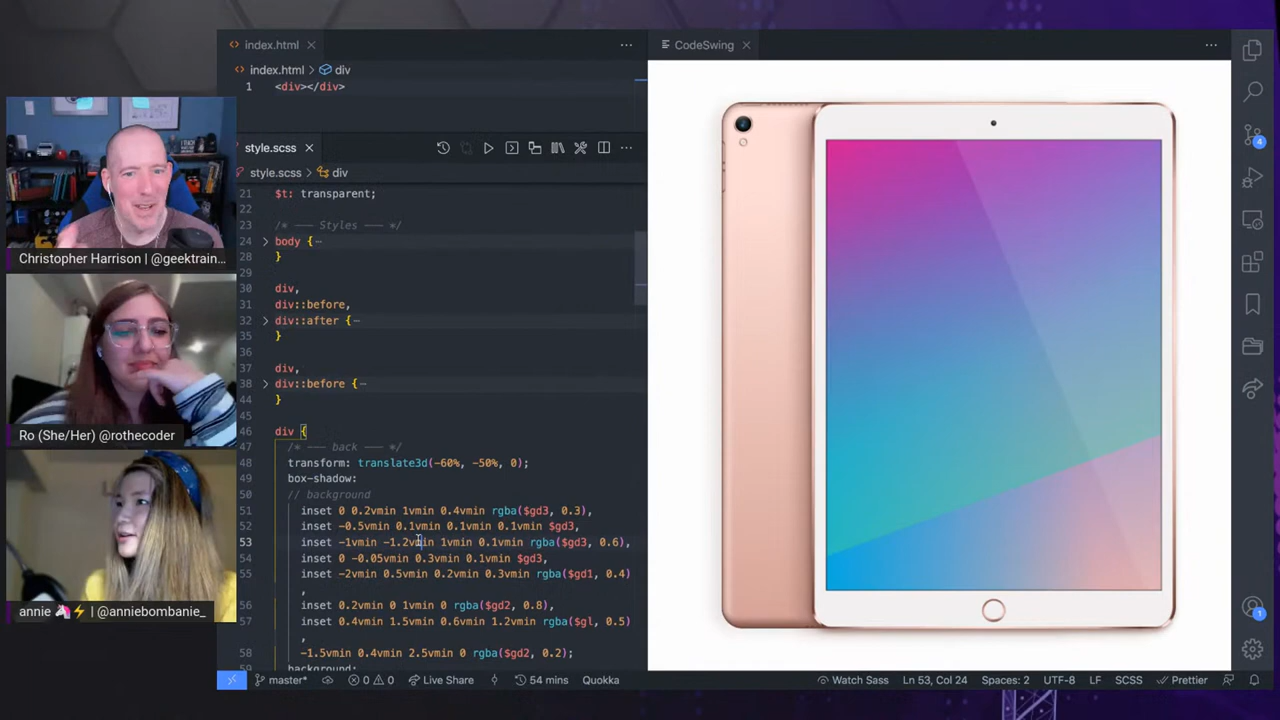 index.html
index.html > div
1 <div></div>
style.scss
style.scss > div
21 $t: transparent;
22
23 /* ——— Styles ——— */
24 body {
28 }
29
30 div,
31 div::before,
32 div::after {
35 }
36
37 div,
38 div::before {
44 }
45
46 div {
47 /* ——— back ——— */
48 transform: translate3d(-60%, -50%, 0);
49 box-shadow:
50 // background
51 inset 0 0.2vmin 1vmin 0.4vmin rgba($gd3, 0.3),
52 inset -0.5vmin 0.1vmin 0.1vmin 0.1vmin $gd3,
53 inset -1vmin -1.2vmin 1vmin 0.1vmin rgba($gd3, 0.6),
54 inset 0 -0.05vmin 0.3vmin 0.1vmin $gd3,
55 inset -2vmin 0.5vmin 0.2vmin 0.3vmin rgba($gd1, 0.4)
,
56 inset 0.2vmin 0 1vmin 0 rgba($gd2, 0.8),
57 inset 0.4vmin 1.5vmin 0.6vmin 1.2vmin rgba($gl, 0.5)
,
58 -1.5vmin 0.4vmin 2.5vmin 0 rgba($gd2, 0.2);
59 background:
CodeSwing
Christopher Harrison | @geektrain...
Ro (She/Her) @rothecoder
annie 🦄⚡ | @anniebombanie_
4
1
master*
0 0
Live Share
54 mins
Quokka
Watch Sass
Ln 53, Col 24
Spaces: 2
UTF-8
LF
SCSS
Prettier